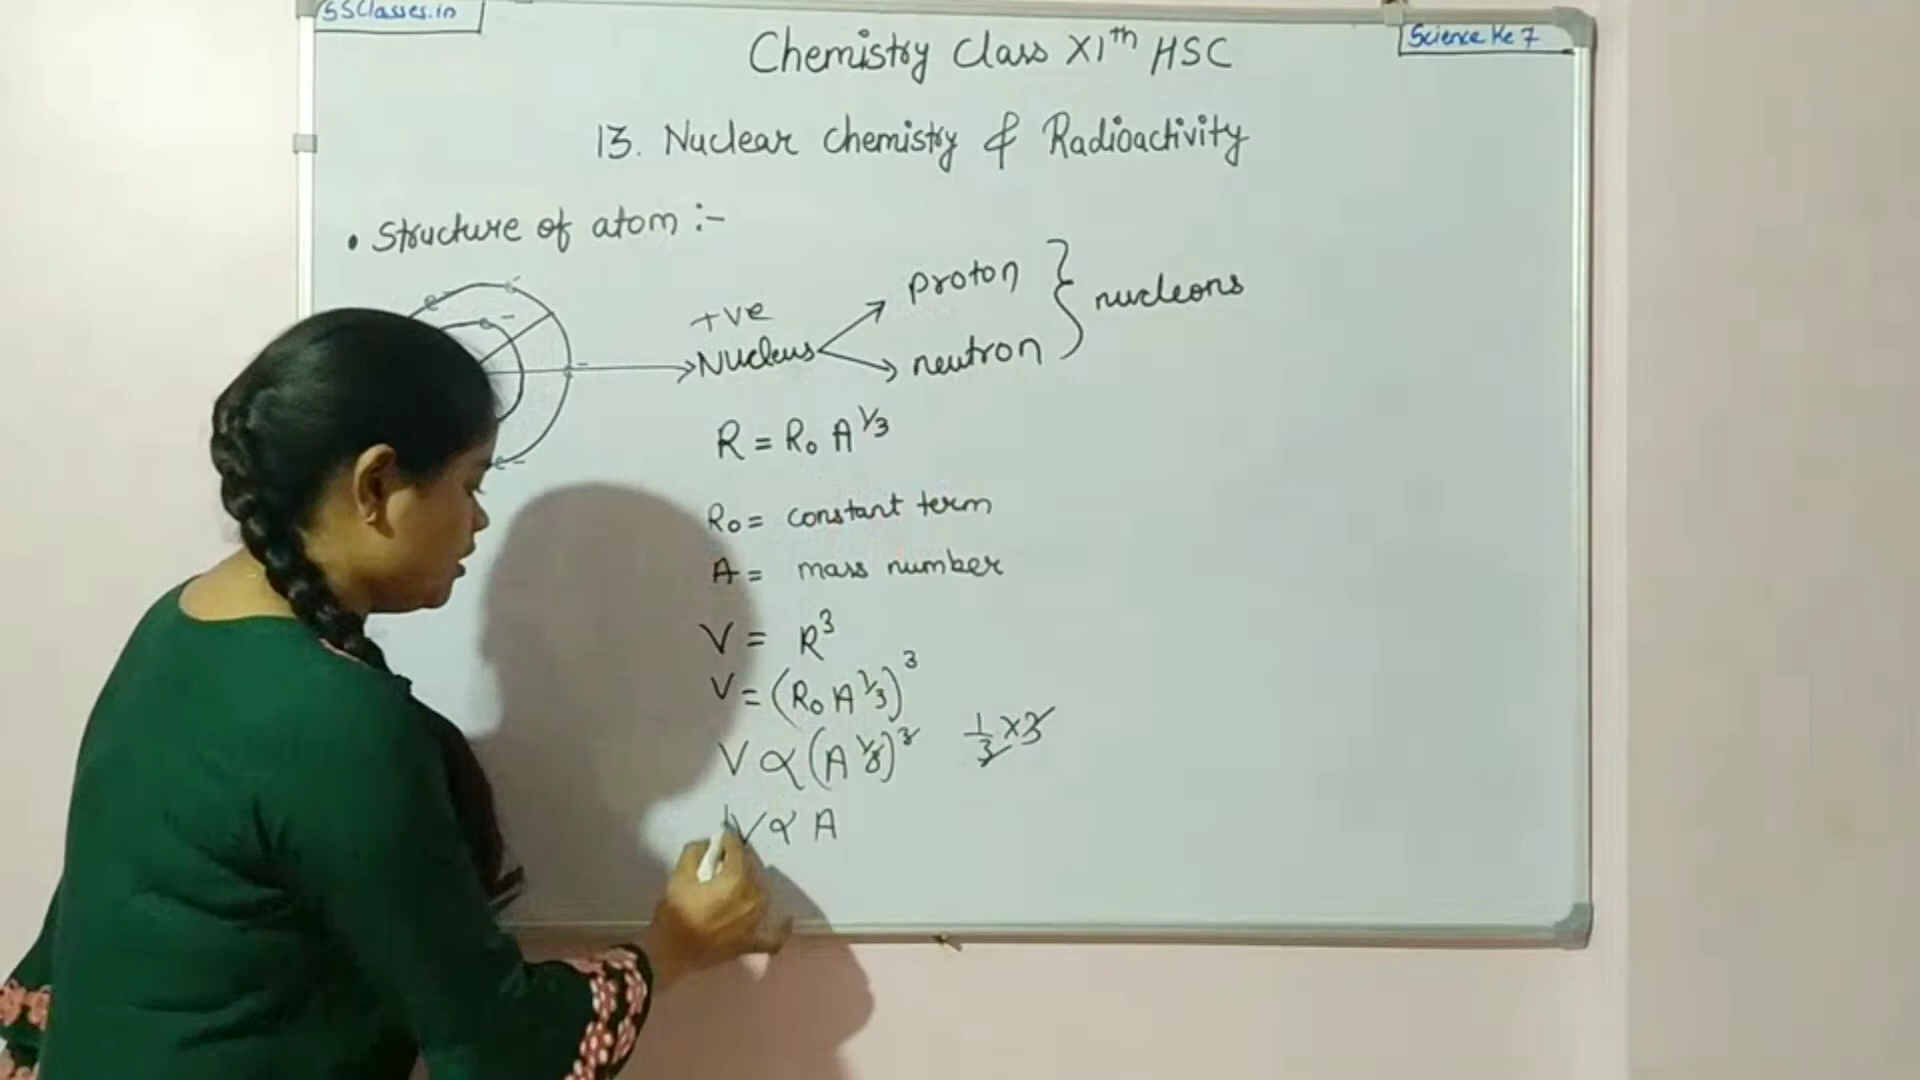 SSClasses.in
Science Ke 7
Chemistry Class XIth HSC
13. Nuclear chemistry & Radioactivity
• Structure of atom :-
+ve
Nucleus
proton
neutron
nucleons
R = R₀ A^1/3
R₀ = constant term
A = mass number
V = R³
V = (R₀ A^1/3)³
V ∝ (A^1/3)³ 1/3 × 3
V ∝ A